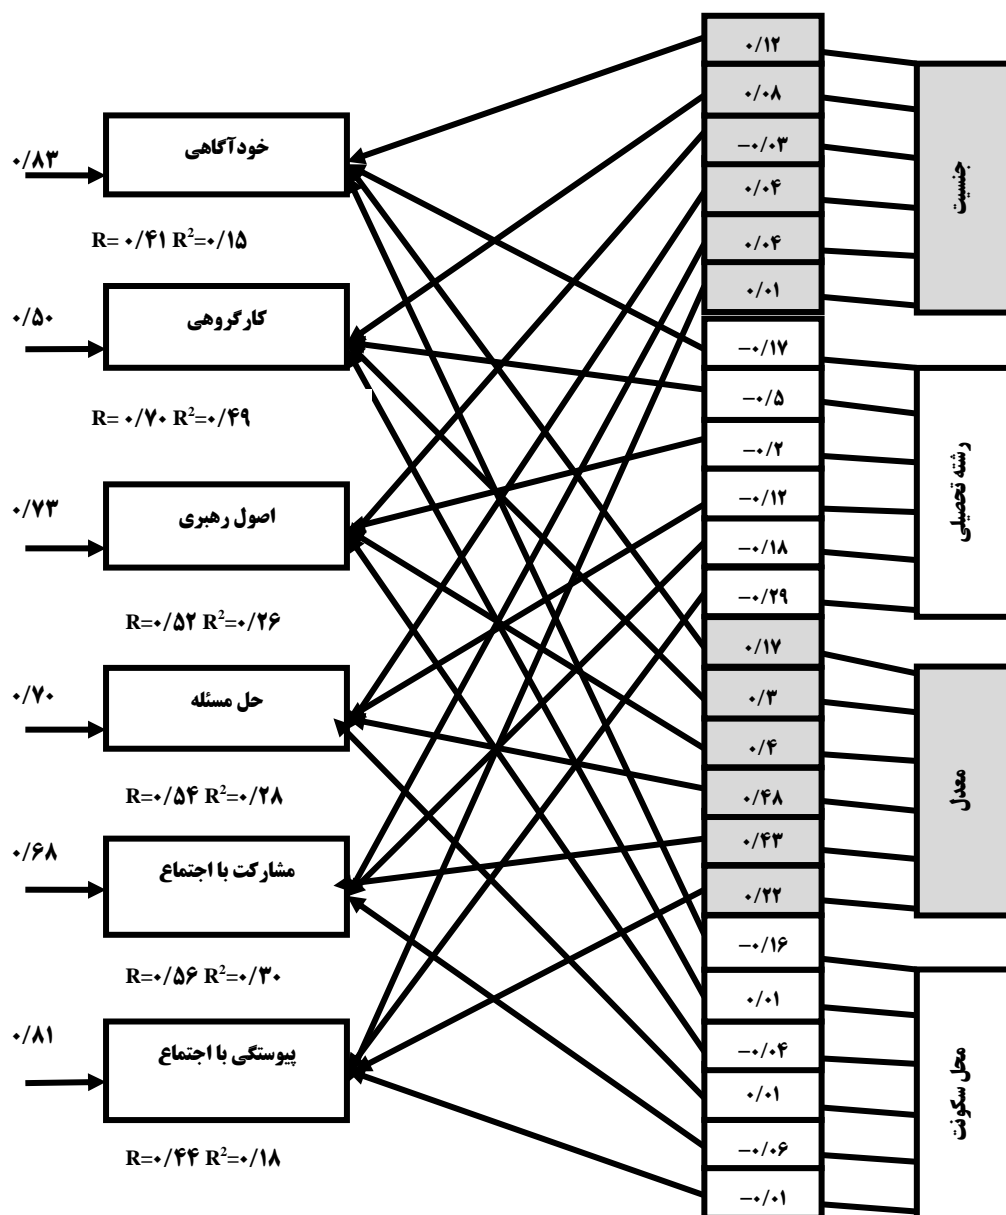 ۰/۱۲
۰/۰۸
−۰/۰۳
۰/۰۴
۰/۰۴
۰/۰۱
جنسیت
−۰/۱۷
−۰/۵
−۰/۲
−۰/۱۲
−۰/۱۸
−۰/۲۹
رشته تحصیلی
۰/۱۷
۰/۳
۰/۴
۰/۴۸
۰/۴۳
۰/۲۲
معدل
−۰/۱۶
۰/۰۱
−۰/۰۴
۰/۰۱
−۰/۰۶
−۰/۰۱
محل سکونت
خودآگاهی
۰/۸۳
R= ۰/۴۱ R²=۰/۱۵
کارگروهی
۰/۵۰
R= ۰/۷۰ R²=۰/۴۹
اصول رهبری
۰/۷۳
R=۰/۵۲ R²=۰/۲۶
حل مسئله
۰/۷۰
R=۰/۵۴ R²=۰/۲۸
مشارکت با اجتماع
۰/۶۸
R=۰/۵۶ R²=۰/۳۰
پیوستگی با اجتماع
۰/۸۱
R=۰/۴۴ R²=۰/۱۸